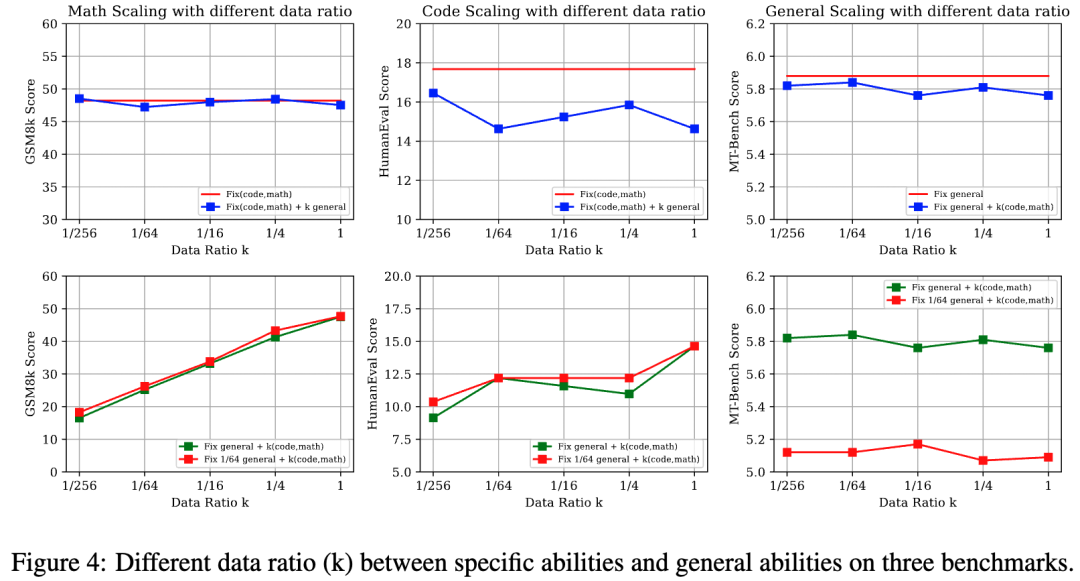 Math Scaling with different data ratio
60
55
50
45
40
35
30
GSM8k Score
Fix(code,math)
Fix(code,math) + k general
1/256 1/64 1/16 1/4 1
Data Ratio k
Code Scaling with different data ratio
20
18
16
14
12
10
HumanEval Score
Fix(code,math)
Fix(code,math) + k general
1/256 1/64 1/16 1/4 1
Data Ratio k
General Scaling with different data ratio
6.2
6.0
5.8
5.6
5.4
5.2
5.0
MT-Bench Score
Fix general
Fix general + k(code,math)
1/256 1/64 1/16 1/4 1
Data Ratio k
60
50
40
30
20
10
0
GSM8k Score
Fix general + k(code,math)
Fix 1/64 general + k(code,math)
1/256 1/64 1/16 1/4 1
Data Ratio k
20.0
17.5
15.0
12.5
10.0
7.5
5.0
HumanEval Score
Fix general + k(code,math)
Fix 1/64 general + k(code,math)
1/256 1/64 1/16 1/4 1
Data Ratio k
6.2
6.0
5.8
5.6
5.4
5.2
5.0
MT-Bench Score
Fix general + k(code,math)
Fix 1/64 general + k(code,math)
1/256 1/64 1/16 1/4 1
Data Ratio k
Figure 4: Different data ratio (k) between specific abilities and general abilities on three benchmarks.